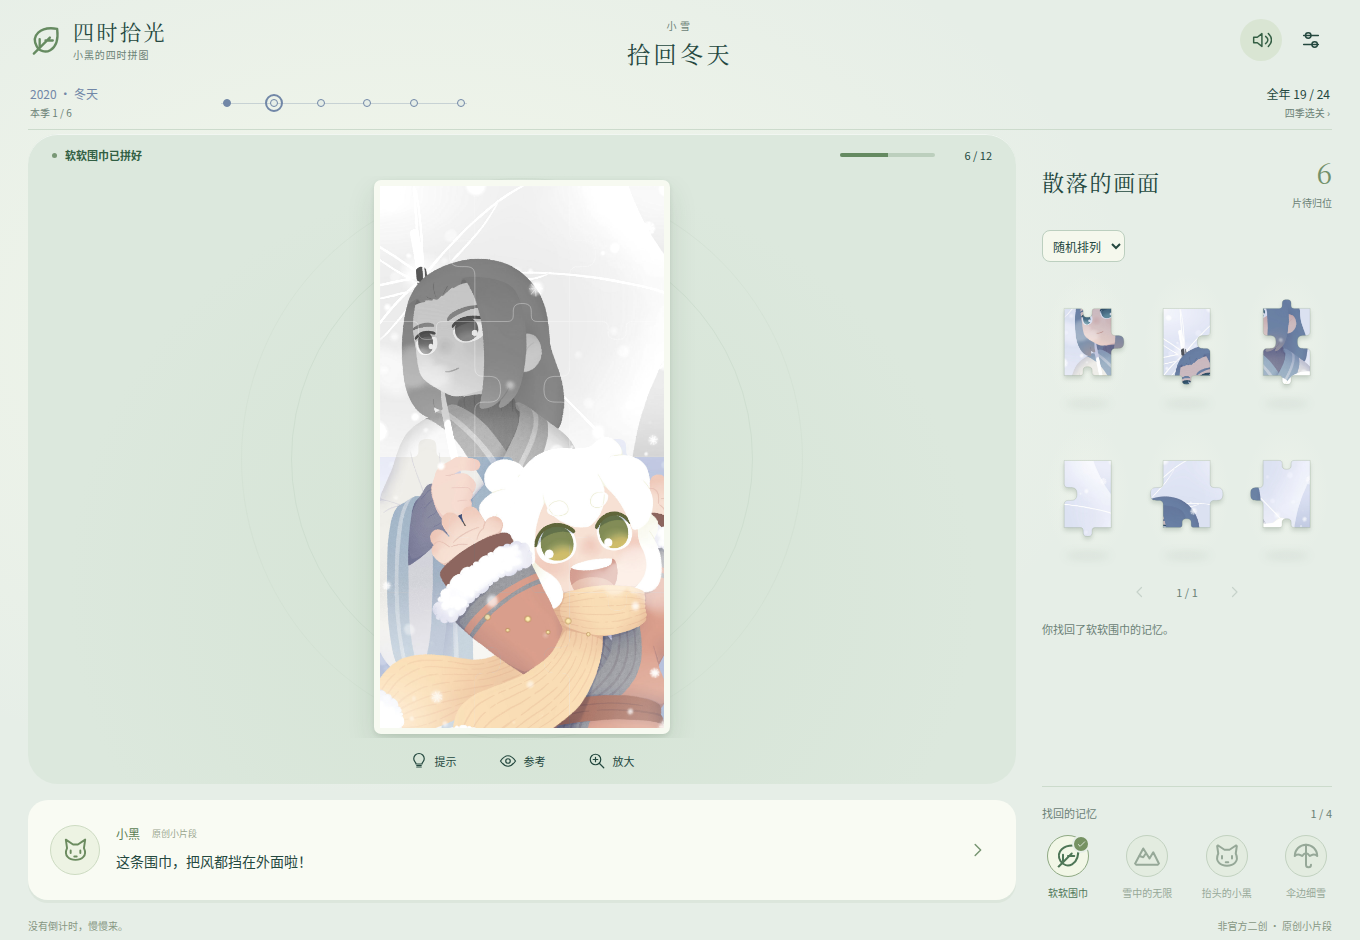 四时拾光
小黑的四时拼图
小雪
拾回冬天
2020 · 冬天
本季 1 / 6
全年 19 / 24
四季选关 ›
软软围巾已拼好
6 / 12
散落的画面
6
片待归位
随机排列
1 / 1
你找回了软软围巾的记忆。
提示
参考
放大
小黑 原创小片段
这条围巾，把风都挡在外面啦！
找回的记忆
1 / 4
软软围巾
雪中的无限
抬头的小黑
伞边细雪
没有倒计时，慢慢来。
非官方二创 · 原创小片段